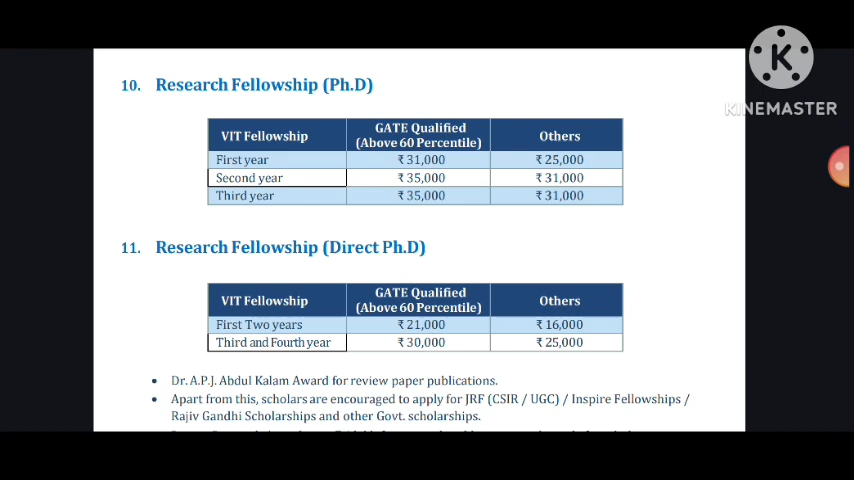 K
KINEMASTER
10. Research Fellowship (Ph.D)
VIT Fellowship GATE Qualified (Above 60 Percentile) Others
First year ₹ 31,000 ₹ 25,000
Second year ₹ 35,000 ₹ 31,000
Third year ₹ 35,000 ₹ 31,000
11. Research Fellowship (Direct Ph.D)
VIT Fellowship GATE Qualified (Above 60 Percentile) Others
First Two years ₹ 21,000 ₹ 16,000
Third and Fourth year ₹ 30,000 ₹ 25,000
• Dr. A.P.J. Abdul Kalam Award for review paper publications.
• Apart from this, scholars are encouraged to apply for JRF (CSIR / UGC) / Inspire Fellowships /
Rajiv Gandhi Scholarships and other Govt. scholarships.